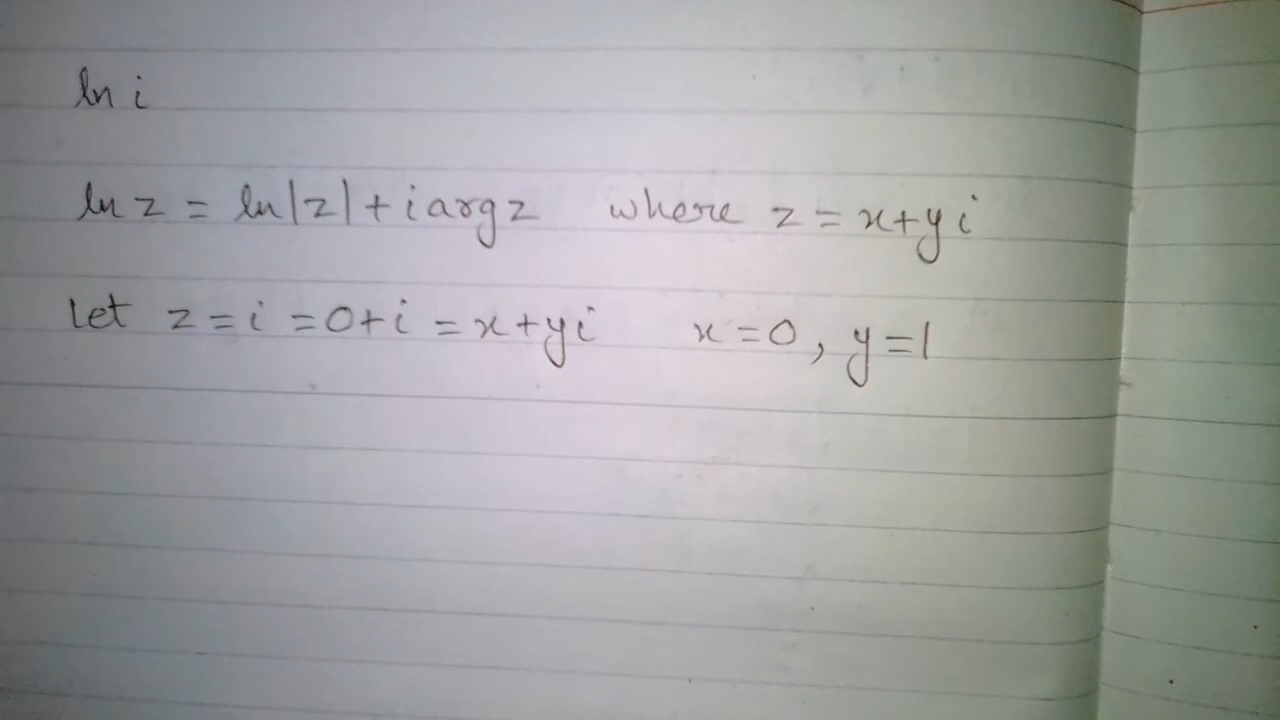 ln i
ln z = ln|z| + i arg z where z = x+yi
Let z = i = 0+i = x+yi x=0, y=1